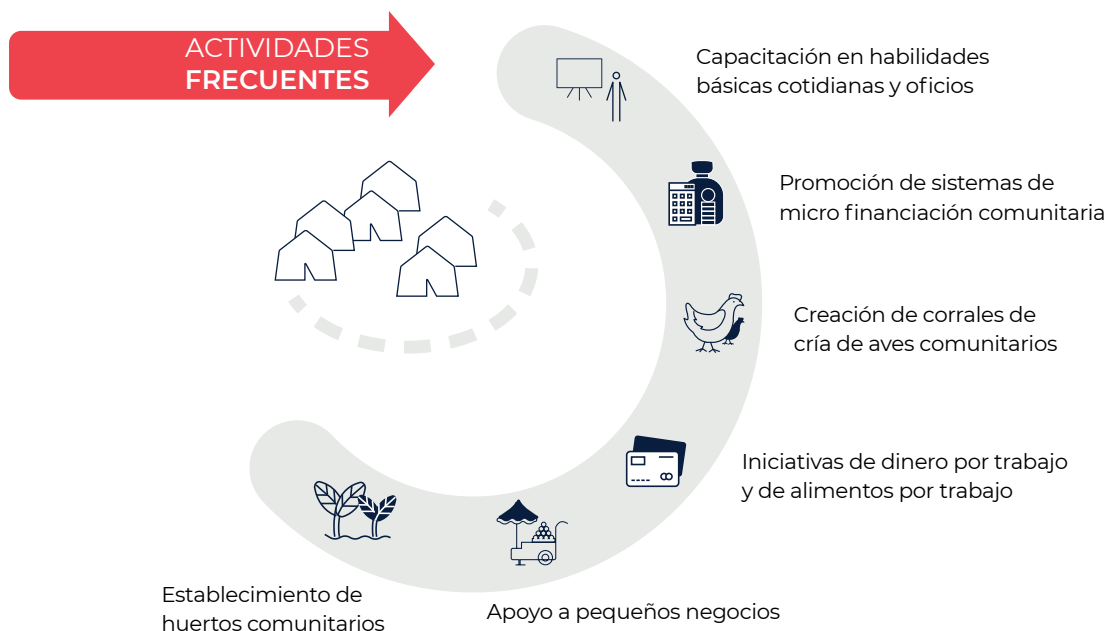 ACTIVIDADES
FRECUENTES
Capacitación en habilidades
básicas cotidianas y oficios
Promoción de sistemas de
micro financiación comunitaria
Creación de corrales de
cría de aves comunitarios
Iniciativas de dinero por trabajo
y de alimentos por trabajo
Apoyo a pequeños negocios
Establecimiento de
huertos comunitarios